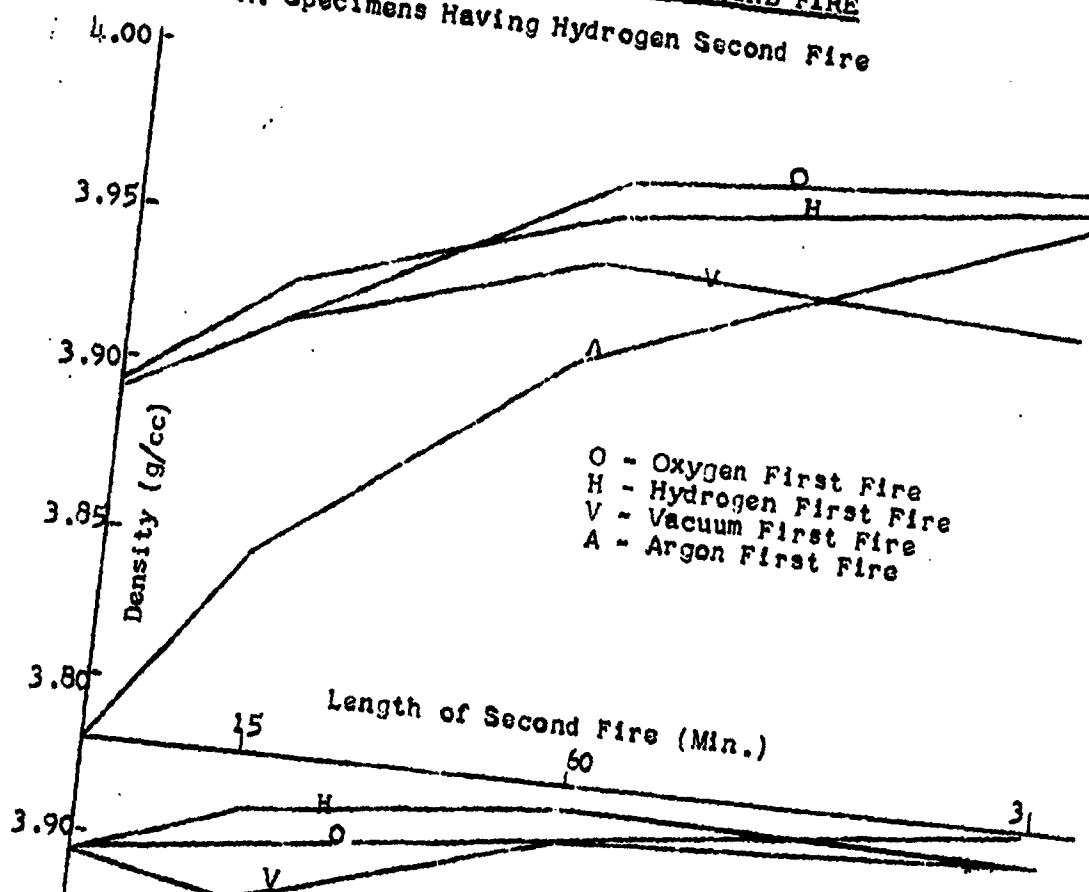 FIRE
Specimens Having Hydrogen Second Fire
4.00
3.95
O
H
V
3.90
A
Density (g/cc)
O - Oxygen First Fire
H - Hydrogen First Fire
V - Vacuum First Fire
A - Argon First Fire
3.85
3.80
Length of Second Fire (Min.)
15
60
3
3.90
H
O
V